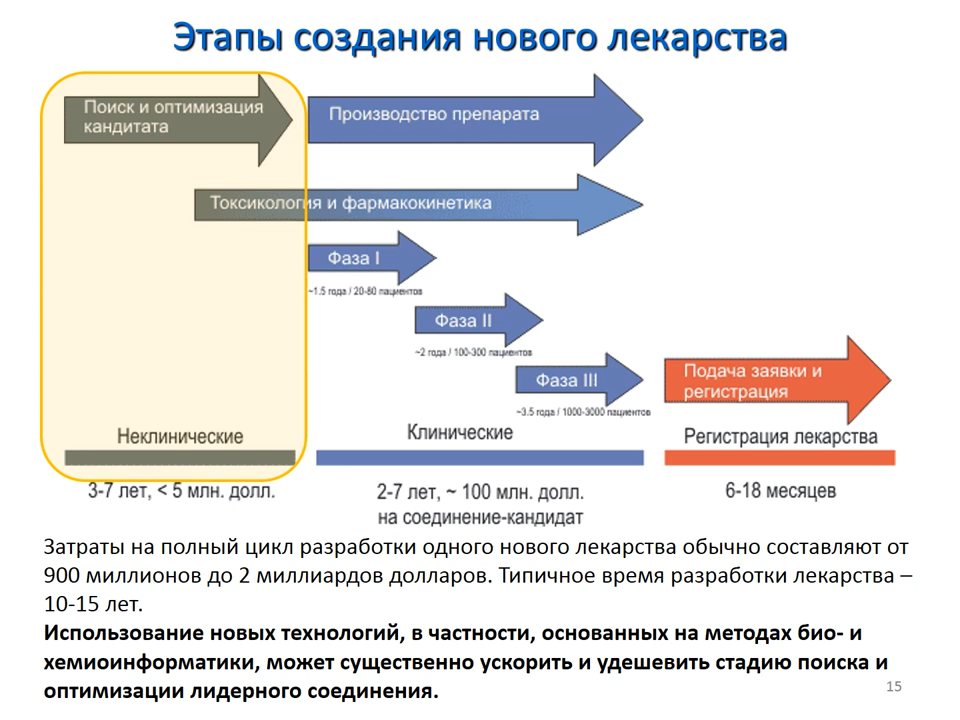 Этапы создания нового лекарства
Поиск и оптимизация
кандитата
Производство препарата
Токсикология и фармакокинетика
Фаза I
~1.5 года / 20-80 пациентов
Фаза II
~2 года / 100-300 пациентов
Фаза III
~3.5 года / 1000-3000 пациентов
Подача заявки и
регистрация
Неклинические
Клинические
Регистрация лекарства
3-7 лет, < 5 млн. долл.
2-7 лет, ~ 100 млн. долл.
на соединение-кандидат
6-18 месяцев
Затраты на полный цикл разработки одного нового лекарства обычно составляют от
900 миллионов до 2 миллиардов долларов. Типичное время разработки лекарства –
10-15 лет.
Использование новых технологий, в частности, основанных на методах био- и
хемиоинформатики, может существенно ускорить и удешевить стадию поиска и
оптимизации лидерного соединения.
15